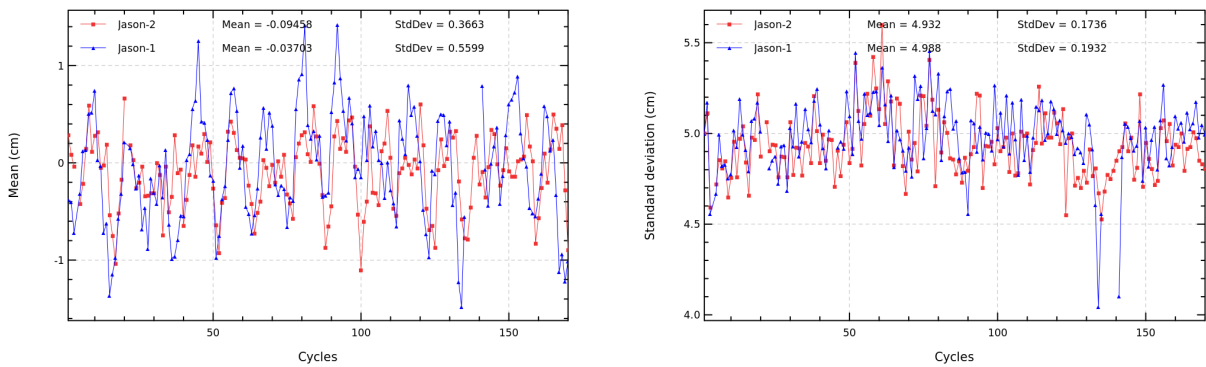 Jason-2 Mean = -0.09458 StdDev = 0.3663
Jason-1 Mean = -0.03703 StdDev = 0.5599
1
0
-1
50 100 150
Mean (cm)
Cycles
Jason-2 Mean = 4.932 StdDev = 0.1736
Jason-1 Mean = 4.988 StdDev = 0.1932
5.5
5.0
4.5
4.0
50 100 150
Standard deviation (cm)
Cycles